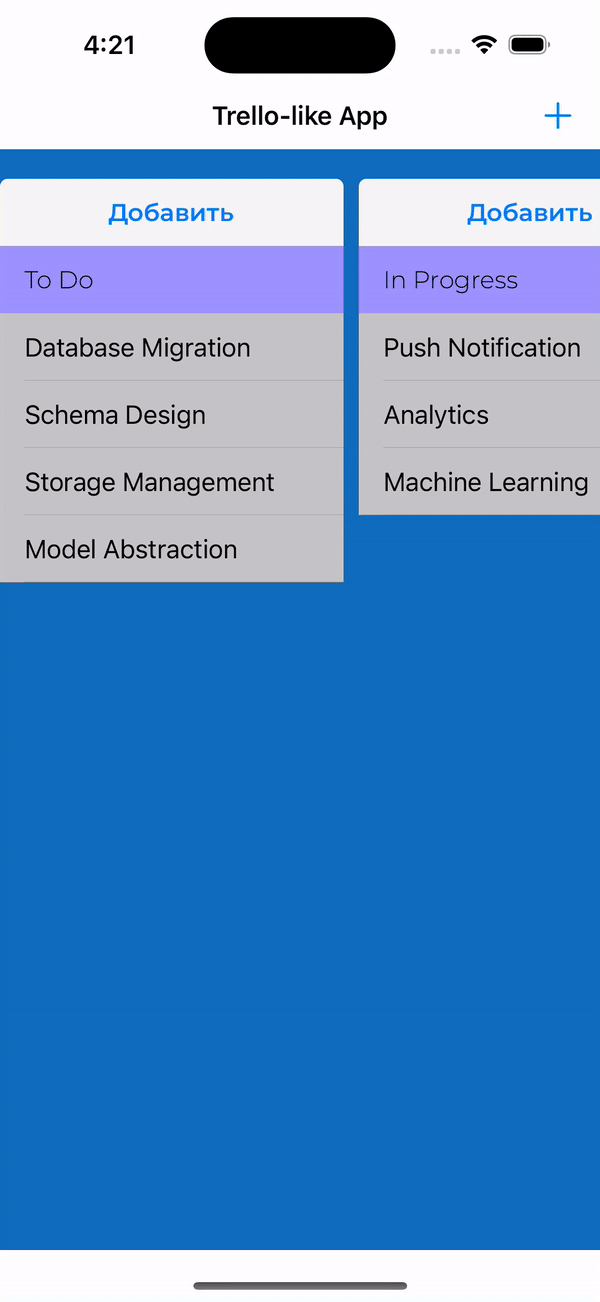 4:21
Trello-like App
Добавить
To Do
Database Migration
Schema Design
Storage Management
Model Abstraction
Добавить
In Progress
Push Notification
Analytics
Machine Learning